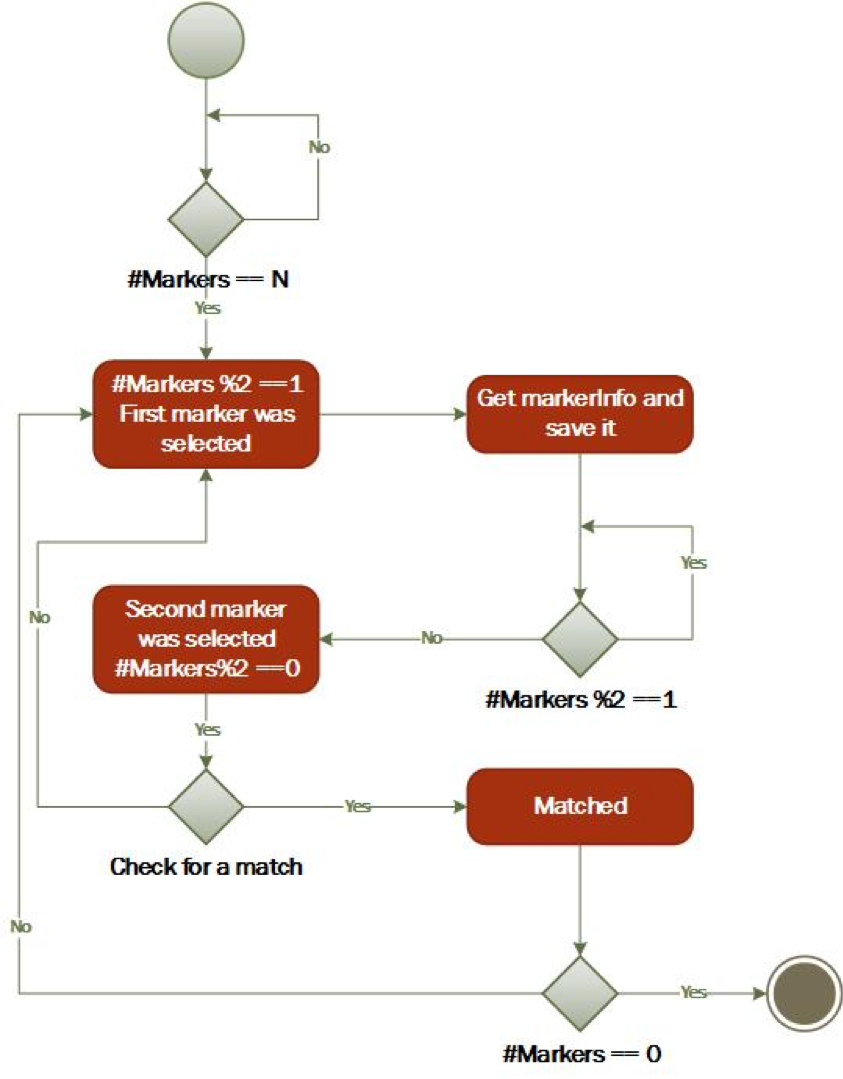 No
#Markers == N
Yes
#Markers %2 ==1
First marker was
selected
Get markerInfo and
save it
Yes
No
Second marker
was selected
#Markers%2 ==0
No
#Markers %2 ==1
Yes
Yes
Matched
Check for a match
No
Yes
#Markers == 0